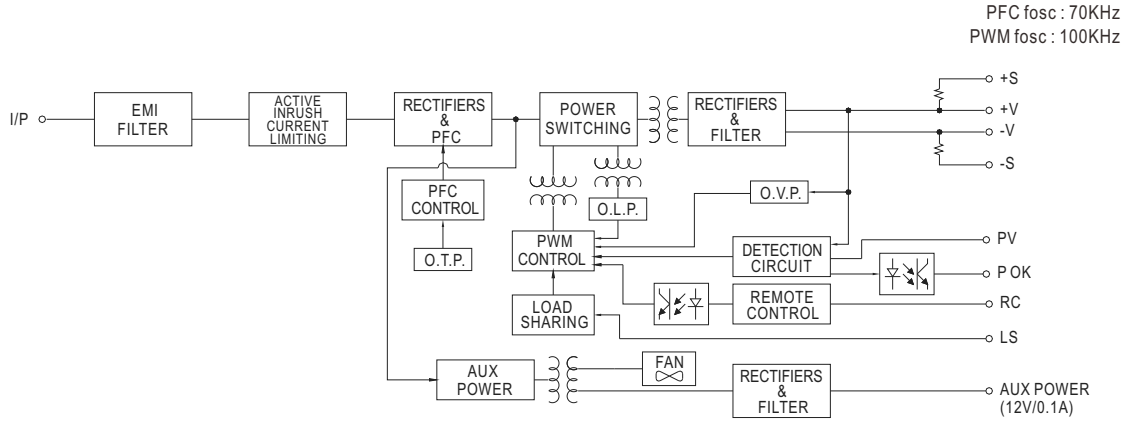 PFC fosc : 70KHz
PWM fosc : 100KHz
I/P
EMI
FILTER
ACTIVE
INRUSH
CURRENT
LIMITING
RECTIFIERS
&
PFC
POWER
SWITCHING
RECTIFIERS
&
FILTER
+S
+V
-V
-S
PFC
CONTROL
O.L.P.
O.V.P.
O.T.P.
PWM
CONTROL
DETECTION
CIRCUIT
PV
P OK
LOAD
SHARING
REMOTE
CONTROL
RC
LS
AUX
POWER
FAN
RECTIFIERS
&
FILTER
AUX POWER
(12V/0.1A)